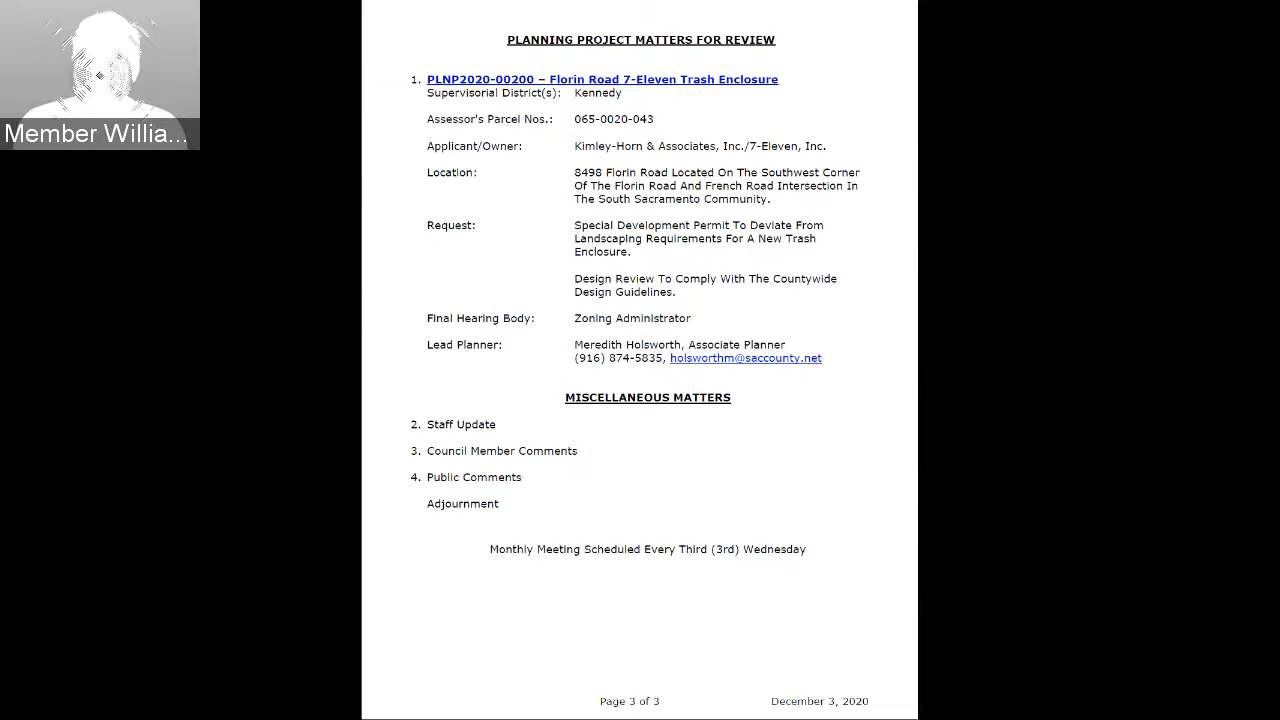 Member Willia...
PLANNING PROJECT MATTERS FOR REVIEW
1. PLNP2020-00200 – Florin Road 7-Eleven Trash Enclosure
Supervisorial District(s): Kennedy
Assessor's Parcel Nos.: 065-0020-043
Applicant/Owner: Kimley-Horn & Associates, Inc./7-Eleven, Inc.
Location: 8498 Florin Road Located On The Southwest Corner
Of The Florin Road And French Road Intersection In
The South Sacramento Community.
Request: Special Development Permit To Deviate From
Landscaping Requirements For A New Trash
Enclosure.
Design Review To Comply With The Countywide
Design Guidelines.
Final Hearing Body: Zoning Administrator
Lead Planner: Meredith Holsworth, Associate Planner
(916) 874-5835, holsworthm@saccounty.net
MISCELLANEOUS MATTERS
2. Staff Update
3. Council Member Comments
4. Public Comments
Adjournment
Monthly Meeting Scheduled Every Third (3rd) Wednesday
Page 3 of 3 December 3, 2020